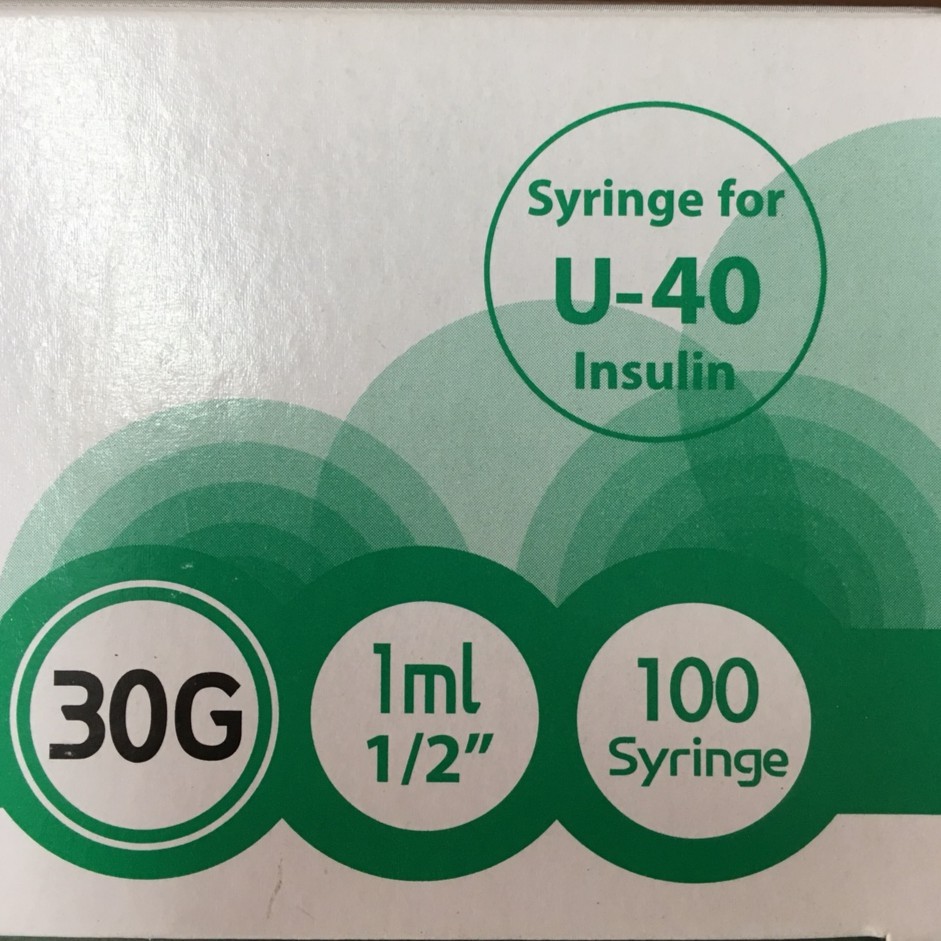 Syringe for
U-40
Insulin
30G
1ml
1/2"
100
Syringe